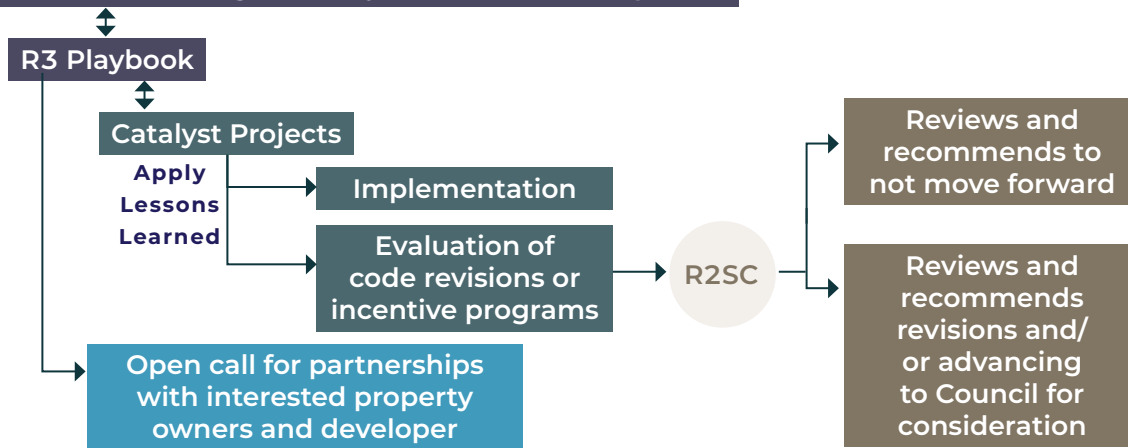 R3 Playbook
Catalyst Projects
Apply
Lessons
Learned
Implementation
Evaluation of
code revisions or
incentive programs
R2SC
Reviews and
recommends to
not move forward
Reviews and
recommends
revisions and/
or advancing
to Council for
consideration
Open call for partnerships
with interested property
owners and developer